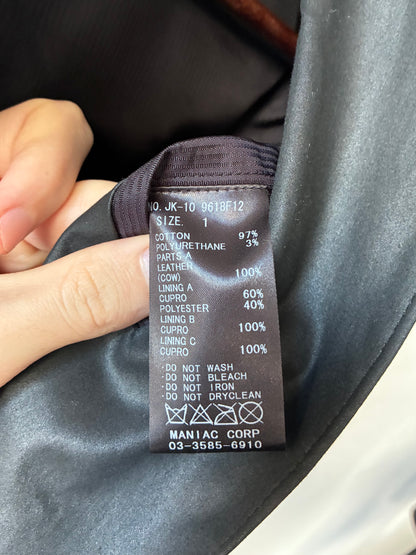 NO. JK-10 9618F12
SIZE. 1
COTTON 97%
POLYURETHANE 3%
PARTS A
LEATHER 100%
(COW)
LINING A
CUPRO 60%
POLYESTER 40%
LINING B
CUPRO 100%
LINING C
CUPRO 100%
·DO NOT WASH
·DO NOT BLEACH
·DO NOT IRON
·DO NOT DRYCLEAN
MANIAC CORP
03-3585-6910